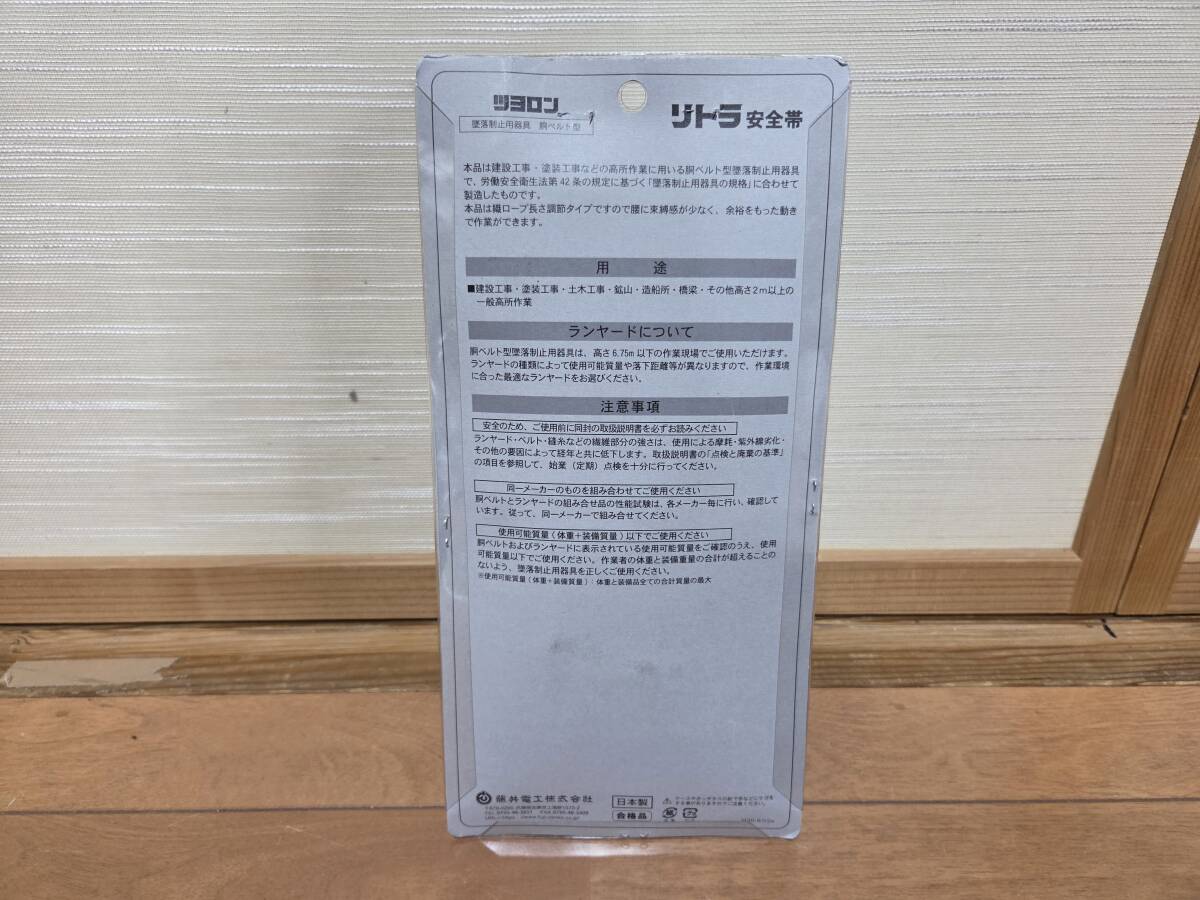 ツヨロン
墜落制止用器具 胴ベルト型
リトラ 安全帯
本品は建設工事・塗装工事などの高所作業に用いる胴ベルト型墜落制止用器具
で、労働安全衛生法第42条の規定に基づく「墜落制止用器具の規格」に合わせて
製造したものです。
本品は織ロープ長さ調節タイプですので腰に束縛感が少なく、余裕をもった動き
で作業ができます。
用 途
■建設工事・塗装工事・土木工事・鉱山・造船所・橋梁・その他高さ2m以上の
一般高所作業
ランヤードについて
胴ベルト型墜落制止用器具は、高さ6.75m以下の作業現場でご使用いただけます。
ランヤードの種類によって使用可能質量や落下距離等が異なりますので、作業環境
に合った最適なランヤードをお選びください。
注意事項
安全のため、ご使用前に同封の取扱説明書を必ずお読みください
ランヤード・ベルト・縫糸などの繊維部分の強さは、使用による摩耗・紫外線劣化・
その他の要因によって経年と共に低下します。取扱説明書の「点検と廃棄の基準」
の項目を参照して、始業（定期）点検を十分に行ってください。
同一メーカーのものを組み合わせてご使用ください
胴ベルトとランヤードの組み合せ品の性能試験は、各メーカー毎に行い、確認して
います。従って、同一メーカーで組み合せてください。
使用可能質量（体重＋装備質量）以下でご使用ください
胴ベルトおよびランヤードに表示されている使用可能質量をご確認のうえ、使用
可能質量以下でご使用ください。作業者の体重と装備重量の合計が超えることの
ないよう、墜落制止用器具を正しくご使用ください。
※使用可能質量（体重＋装備質量）：体重と装備品全ての合計質量の最大
藤井電工株式会社
日本製
合格品